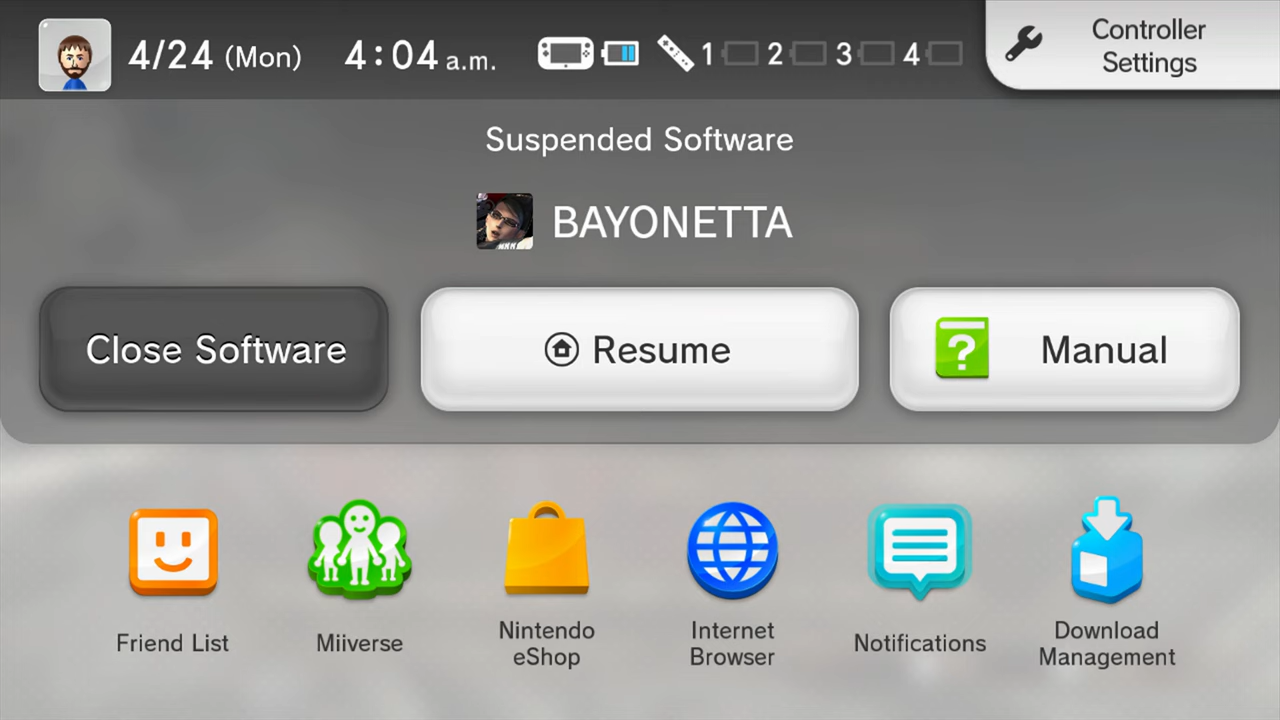 4/24 (Mon) 4:04 a.m. 1 2 3 4
Controller
Settings
Suspended Software
BAYONETTA
Close Software
Resume
? Manual
Friend List
Miiverse
Nintendo
eShop
Internet
Browser
Notifications
Download
Management